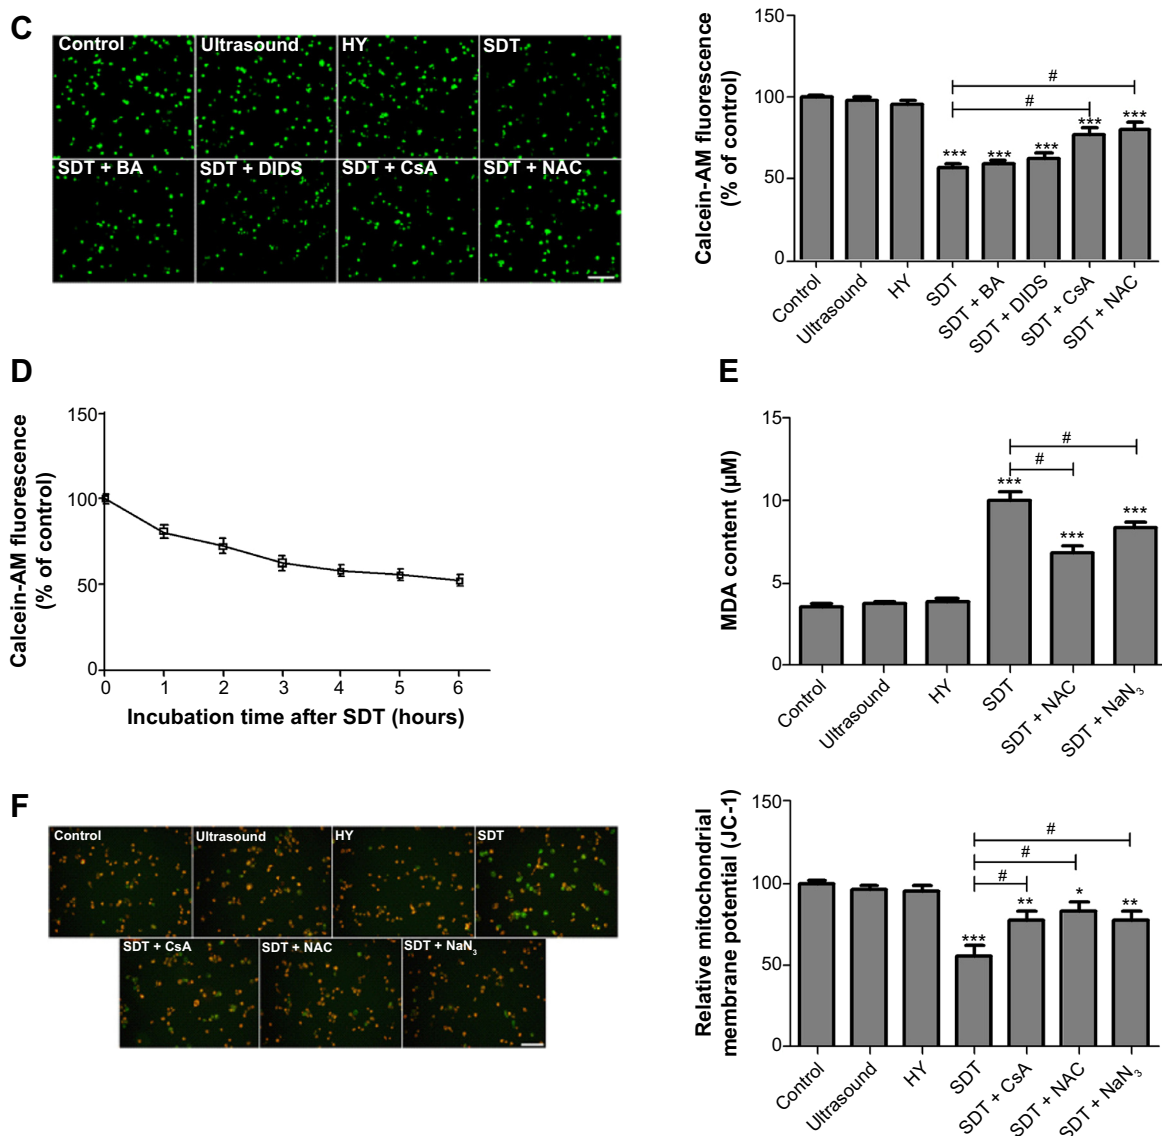 C
Control
Ultrasound
HY
SDT
SDT + BA
SDT + DIDS
SDT + CsA
SDT + NAC
Calcein-AM fluorescence
(% of control)
150
100
50
0
#
#
***
***
***
***
***
Control
Ultrasound
HY
SDT
SDT + BA
SDT + DIDS
SDT + CsA
SDT + NAC
D
Calcein-AM fluorescence
(% of control)
150
100
50
0
0 1 2 3 4 5 6
Incubation time after SDT (hours)
E
MDA content (µM)
15
10
5
0
#
#
***
***
***
Control
Ultrasound
HY
SDT
SDT + NAC
SDT + NaN₃
F
Control
Ultrasound
HY
SDT
SDT + CsA
SDT + NAC
SDT + NaN₃
Relative mitochondrial
membrane potential (JC-1)
150
100
50
0
#
#
#
***
**
*
**
Control
Ultrasound
HY
SDT
SDT + CsA
SDT + NAC
SDT + NaN₃